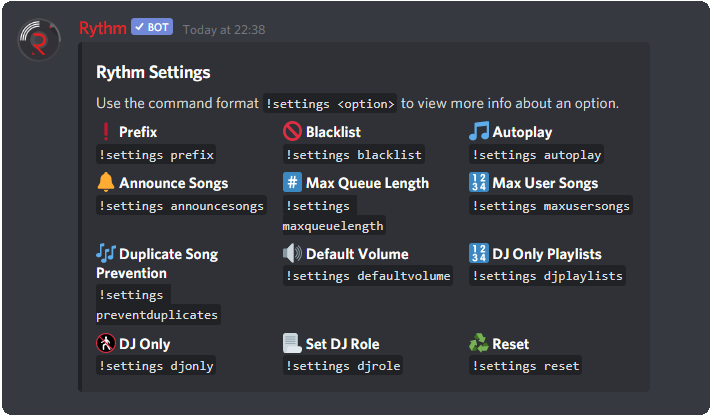 Rythm BOT Today at 22:38
Rythm Settings
Use the command format !settings <option> to view more info about an option.
Prefix
!settings prefix
Blacklist
!settings blacklist
Autoplay
!settings autoplay
Announce Songs
!settings announcesongs
Max Queue Length
!settings
maxqueuelength
Max User Songs
!settings maxusersongs
Duplicate Song
Prevention
!settings
preventduplicates
Default Volume
!settings defaultvolume
DJ Only Playlists
!settings djplaylists
DJ Only
!settings djonly
Set DJ Role
!settings djrole
Reset
!settings reset